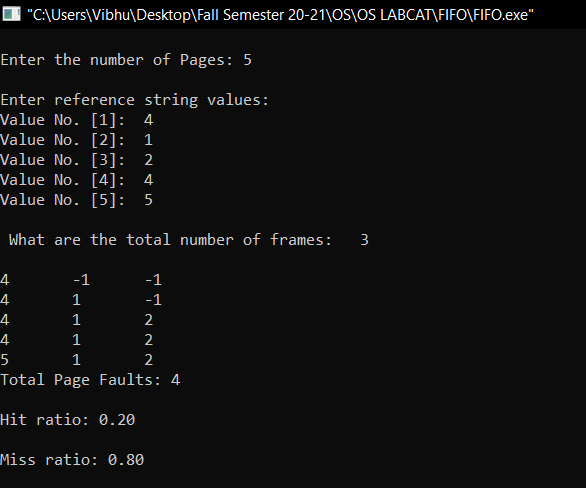 "C:\Users\Vibhu\Desktop\Fall Semester 20-21\OS\OS LABCAT\FIFO\FIFO.exe"
Enter the number of Pages: 5
Enter reference string values:
Value No. [1]:  4
Value No. [2]:  1
Value No. [3]:  2
Value No. [4]:  4
Value No. [5]:  5
What are the total number of frames:   3
4       -1      -1
4       1       -1
4       1       2
4       1       2
5       1       2
Total Page Faults: 4
Hit ratio: 0.20
Miss ratio: 0.80